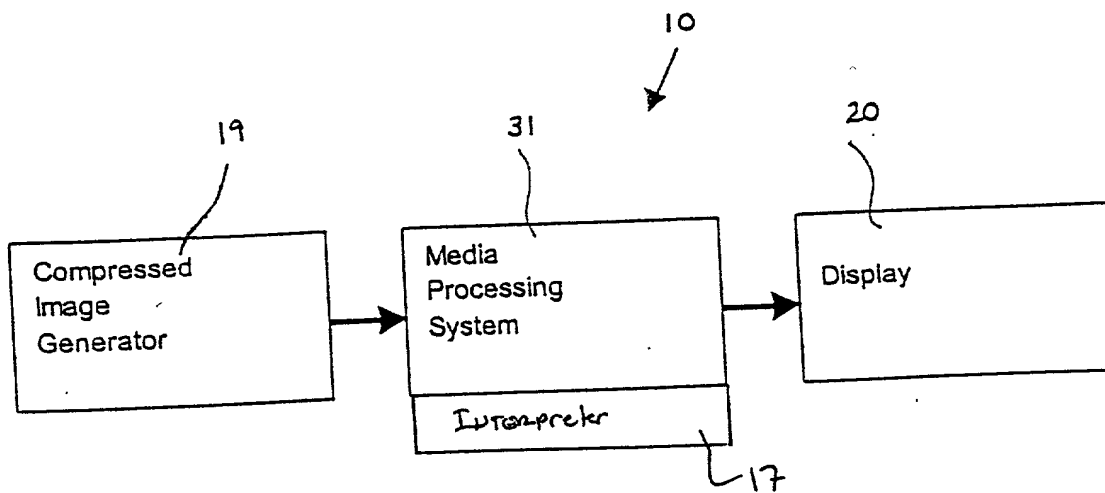 10
19
31
20
Compressed
Image
Generator
Media
Processing
System
Display
Interpreter
17